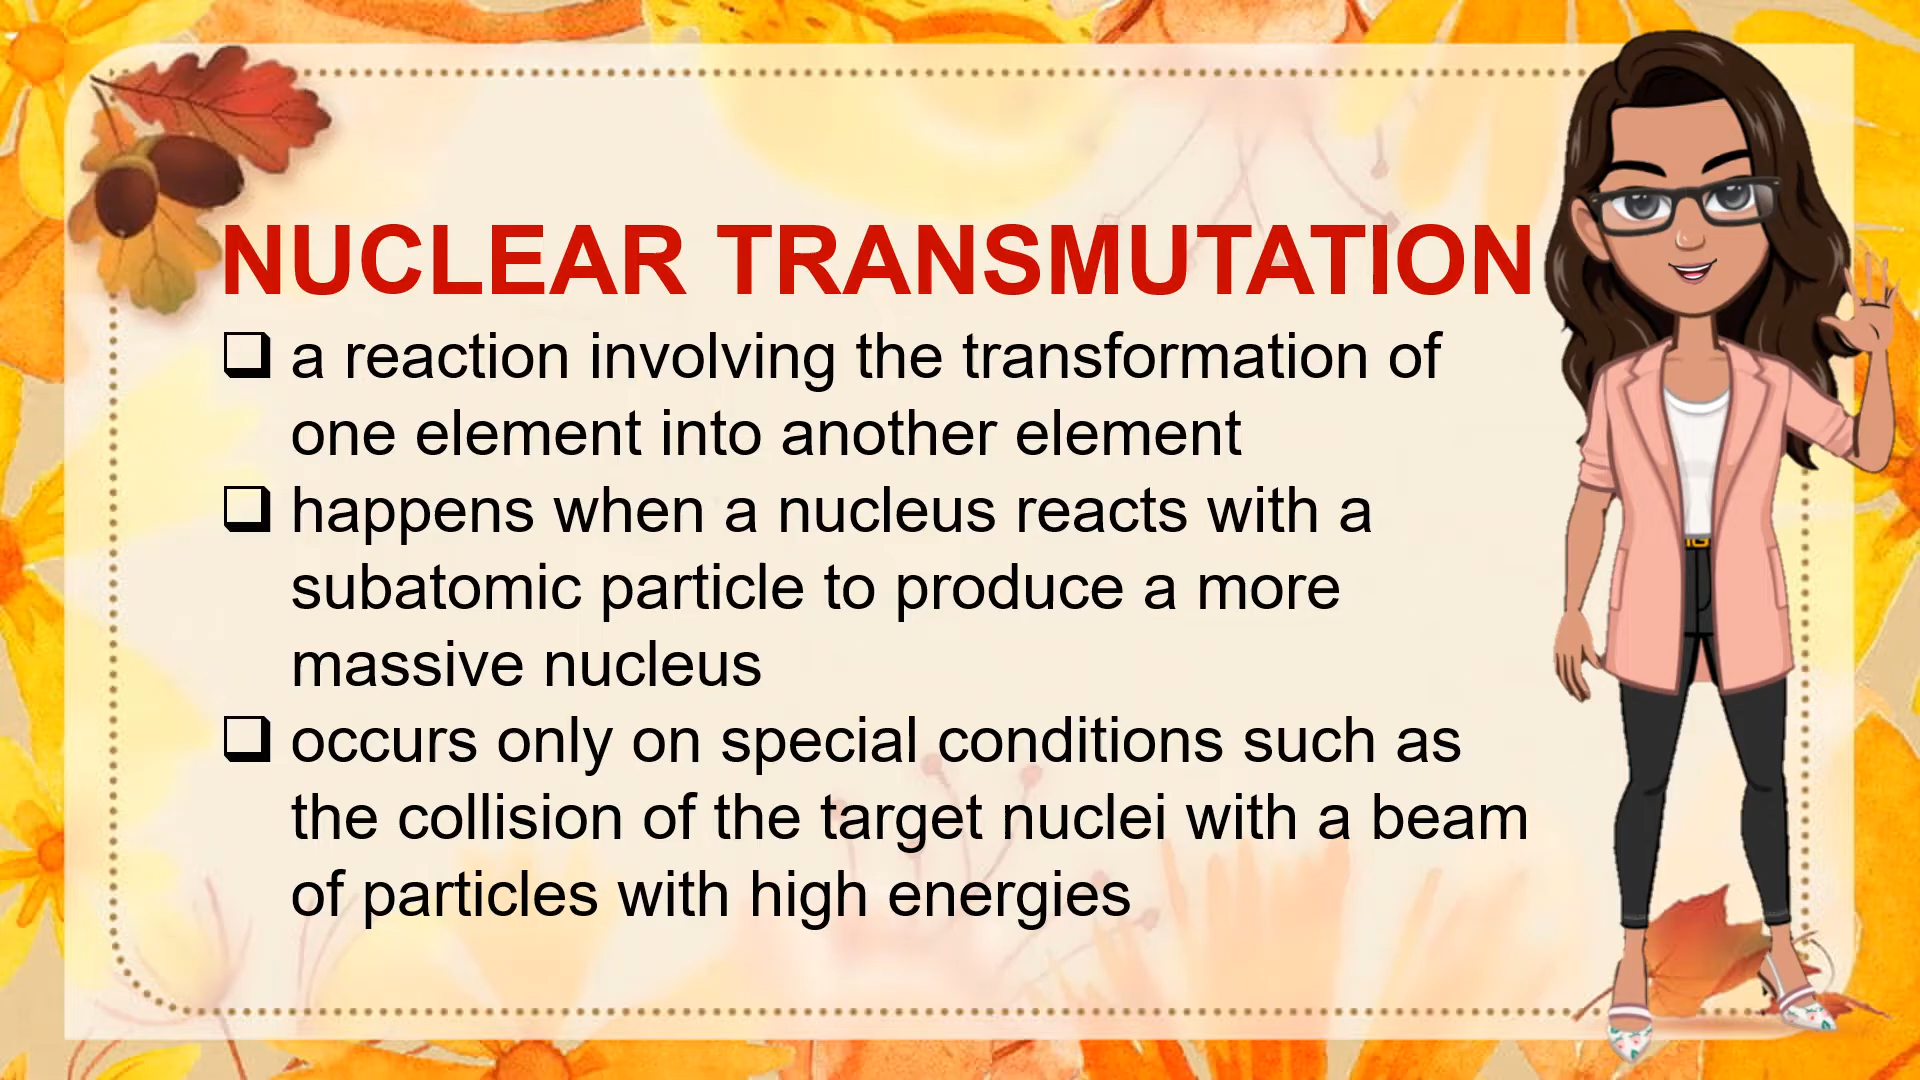 NUCLEAR TRANSMUTATION
❑ a reaction involving the transformation of
one element into another element
❑ happens when a nucleus reacts with a
subatomic particle to produce a more
massive nucleus
❑ occurs only on special conditions such as
the collision of the target nuclei with a beam
of particles with high energies